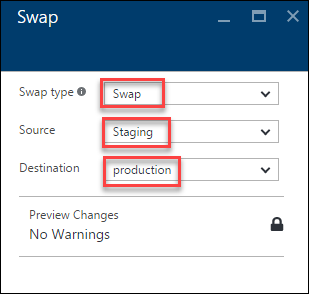 Swap
Swap type Swap
Source Staging
Destination production
Preview Changes
No Warnings